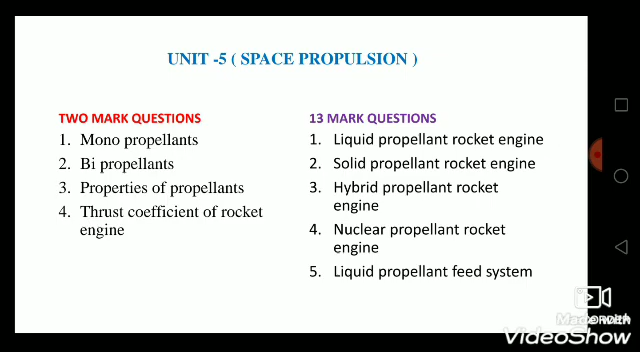 UNIT -5 ( SPACE PROPULSION )
TWO MARK QUESTIONS
1. Mono propellants
2. Bi propellants
3. Properties of propellants
4. Thrust coefficient of rocket
engine
13 MARK QUESTIONS
1. Liquid propellant rocket engine
2. Solid propellant rocket engine
3. Hybrid propellant rocket
engine
4. Nuclear propellant rocket
engine
5. Liquid propellant feed system
Made with
VideoShow